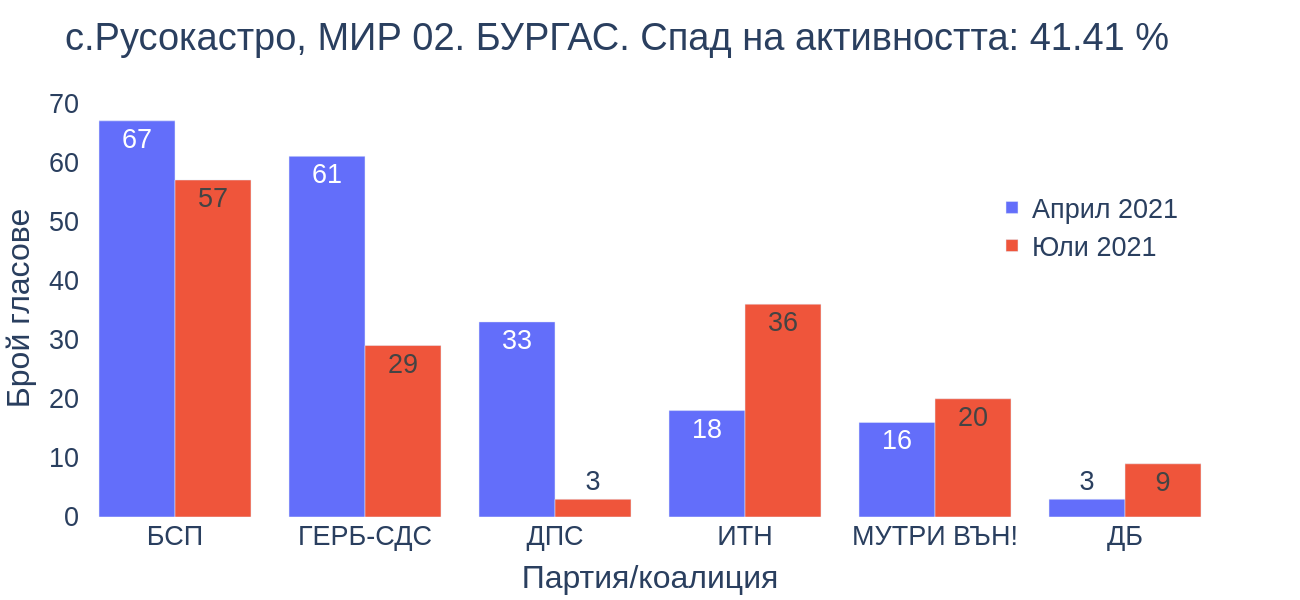 с.Русокастро, МИР 02. БУРГАС. Спад на активността: 41.41 %
Брой гласове
70
60
50
40
30
20
10
0
67
57
61
29
33
3
18
36
16
20
3
9
Април 2021
Юли 2021
БСП
ГЕРБ-СДС
ДПС
ИТН
МУТРИ ВЪН!
ДБ
Партия/коалиция